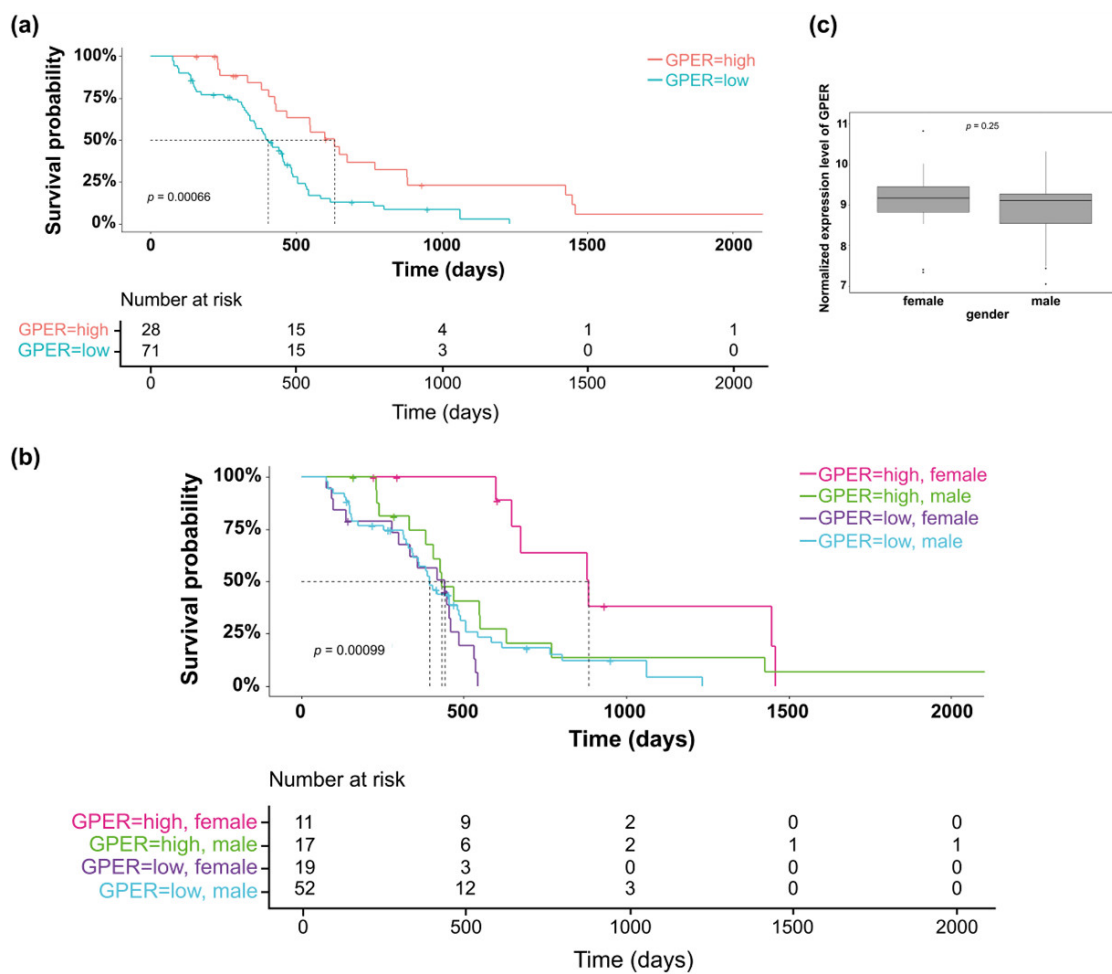 (a)
100%
75%
50%
25%
0%
Survival probability
GPER=high
GPER=low
p = 0.00066
0 500 1000 1500 2000
Time (days)
Number at risk
GPER=high 28 15 4 1 1
GPER=low 71 15 3 0 0
0 500 1000 1500 2000
Time (days)
(c)
Normalized expression level of GPER
11
10
9
8
7
p = 0.25
female male
gender
(b)
100%
75%
50%
25%
0%
Survival probability
GPER=high, female
GPER=high, male
GPER=low, female
GPER=low, male
p = 0.00099
0 500 1000 1500 2000
Time (days)
Number at risk
GPER=high, female 11 9 2 0 0
GPER=high, male 17 6 2 1 1
GPER=low, female 19 3 0 0 0
GPER=low, male 52 12 3 0 0
0 500 1000 1500 2000
Time (days)